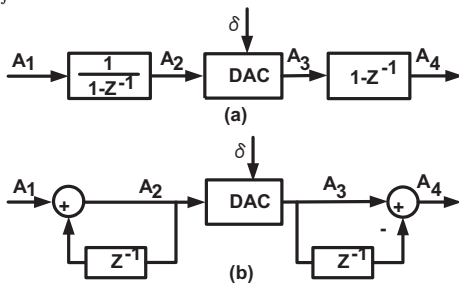 δ
A1
1
1-Z-1
A2
DAC
A3
1-Z-1
A4
(a)
δ
A1
+
A2
DAC
A3
+
A4
-
Z-1
Z-1
(b)